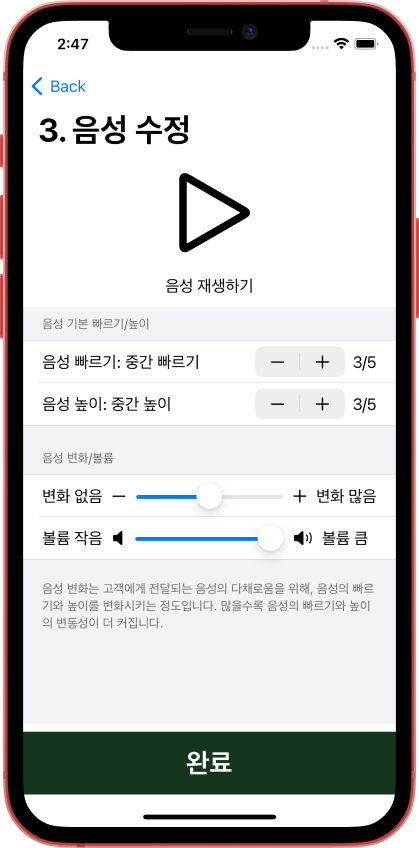 2:47
Back
3. 음성 수정
음성 재생하기
음성 기본 빠르기/높이
음성 빠르기: 중간 빠르기 3/5
음성 높이: 중간 높이 3/5
음성 변화/볼륨
변화 없음 변화 많음
볼륨 작음 볼륨 큼
음성 변화는 고객에게 전달되는 음성의 다채로움을 위해, 음성의 빠르
기와 높이를 변화시키는 정도입니다. 많을수록 음성의 빠르기와 높이
의 변동성이 더 커집니다.
완료